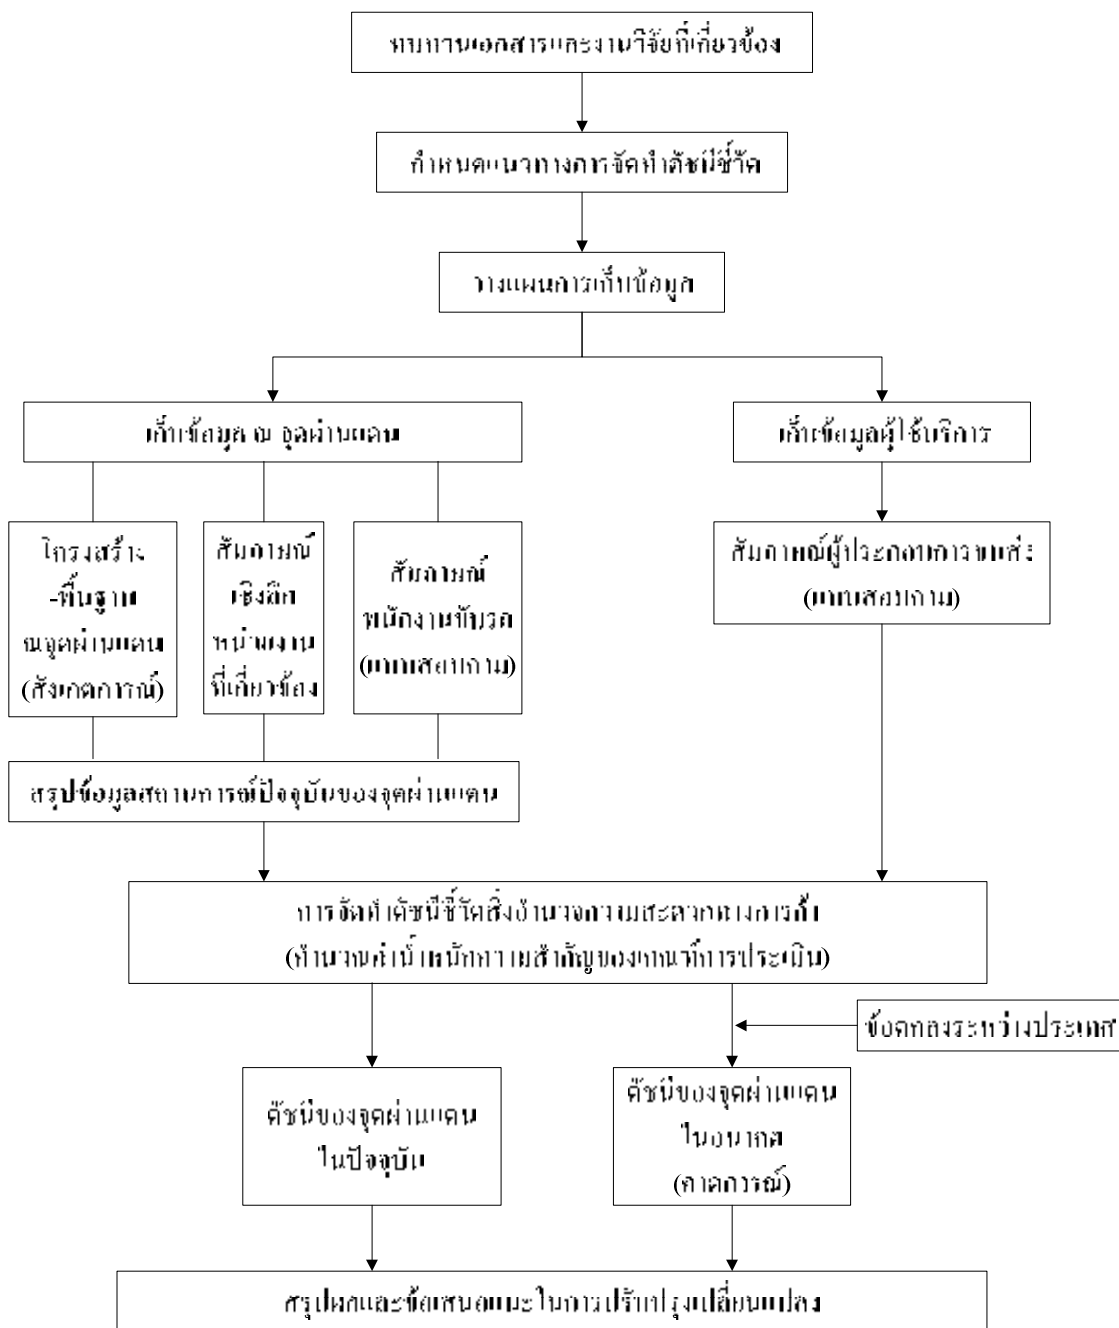 ทบทวนเอกสารและงานวิจัยที่เกี่ยวข้อง
กำหนดแนวทางการจัดทำดัชนีชี้วัด
วางแผนการเก็บข้อมูล
เก็บข้อมูล ณ จุดผ่านแดน
เก็บข้อมูลผู้ใช้บริการ
โครงสร้าง
-พื้นฐาน
ณจุดผ่านแดน
(สังเกตการณ์)
สัมภาษณ์
เชิงลึก
หน่วยงาน
ที่เกี่ยวข้อง
สัมภาษณ์
พนักงานขับรถ
(แบบสอบถาม)
สัมภาษณ์ผู้ประกอบการขนส่ง
(แบบสอบถาม)
สรุปข้อมูลสถานการณ์ปัจจุบันของจุดผ่านแดน
การจัดทำดัชนีชี้วัดสิ่งอำนวยความสะดวกทางการค้า
(คำนวณค่าน้ำหนักความสำคัญของเกณฑ์การประเมิน)
ข้อตกลงระหว่างประเทศ
ดัชนีของจุดผ่านแดน
ในปัจจุบัน
ดัชนีของจุดผ่านแดน
ในอนาคต
(คาดการณ์)
สรุปผลและข้อเสนอแนะในการปรับปรุงเปลี่ยนแปลง